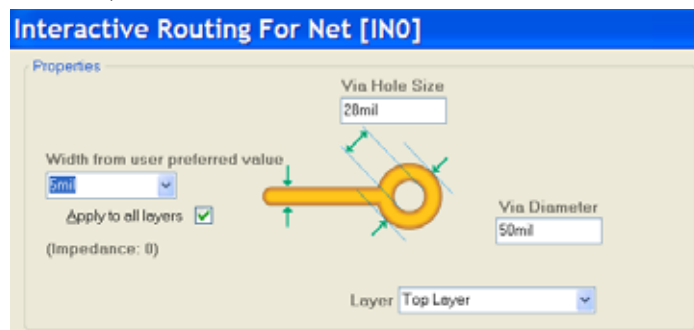 Interactive Routing For Net [IN0]
Properties
Via Hole Size
28mil
Width from user preferred value
5mil
Apply to all layers
(Impedance: 0)
Via Diameter
50mil
Layer Top Layer